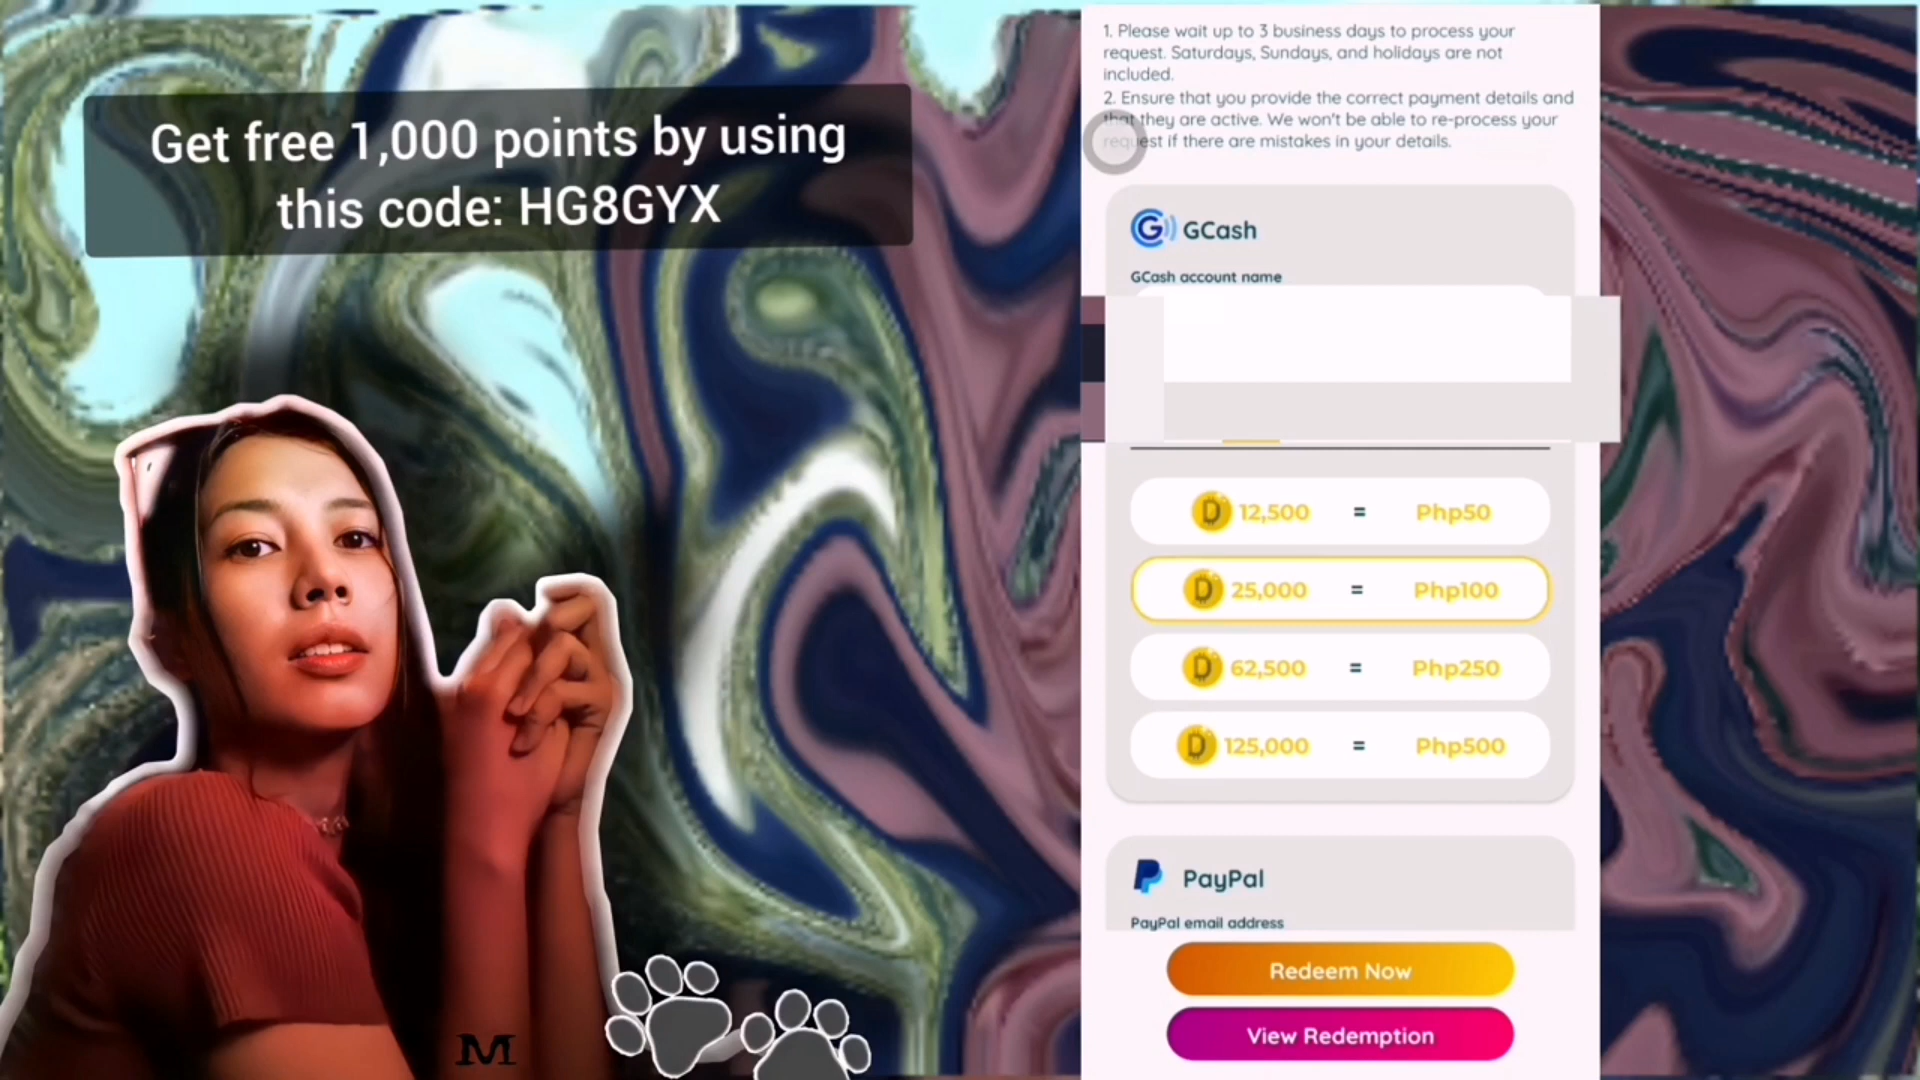 Get free 1,000 points by using
this code: HG8GYX
M
1. Please wait up to 3 business days to process your
request. Saturdays, Sundays, and holidays are not
included.
2. Ensure that you provide the correct payment details and
that they are active. We won't be able to re-process your
request if there are mistakes in your details.
GCash
GCash account name
12,500 = Php50
25,000 = Php100
62,500 = Php250
125,000 = Php500
PayPal
PayPal email address
Redeem Now
View Redemption